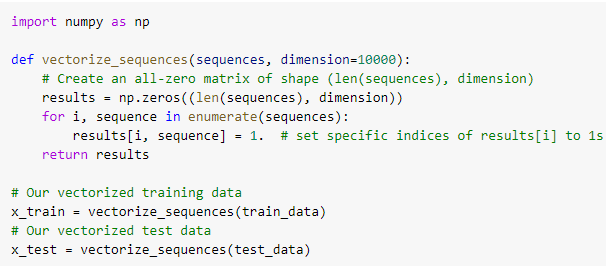 import numpy as np

def vectorize_sequences(sequences, dimension=10000):
    # Create an all-zero matrix of shape (len(sequences), dimension)
    results = np.zeros((len(sequences), dimension))
    for i, sequence in enumerate(sequences):
        results[i, sequence] = 1.  # set specific indices of results[i] to 1s
    return results

# Our vectorized training data
x_train = vectorize_sequences(train_data)
# Our vectorized test data
x_test = vectorize_sequences(test_data)